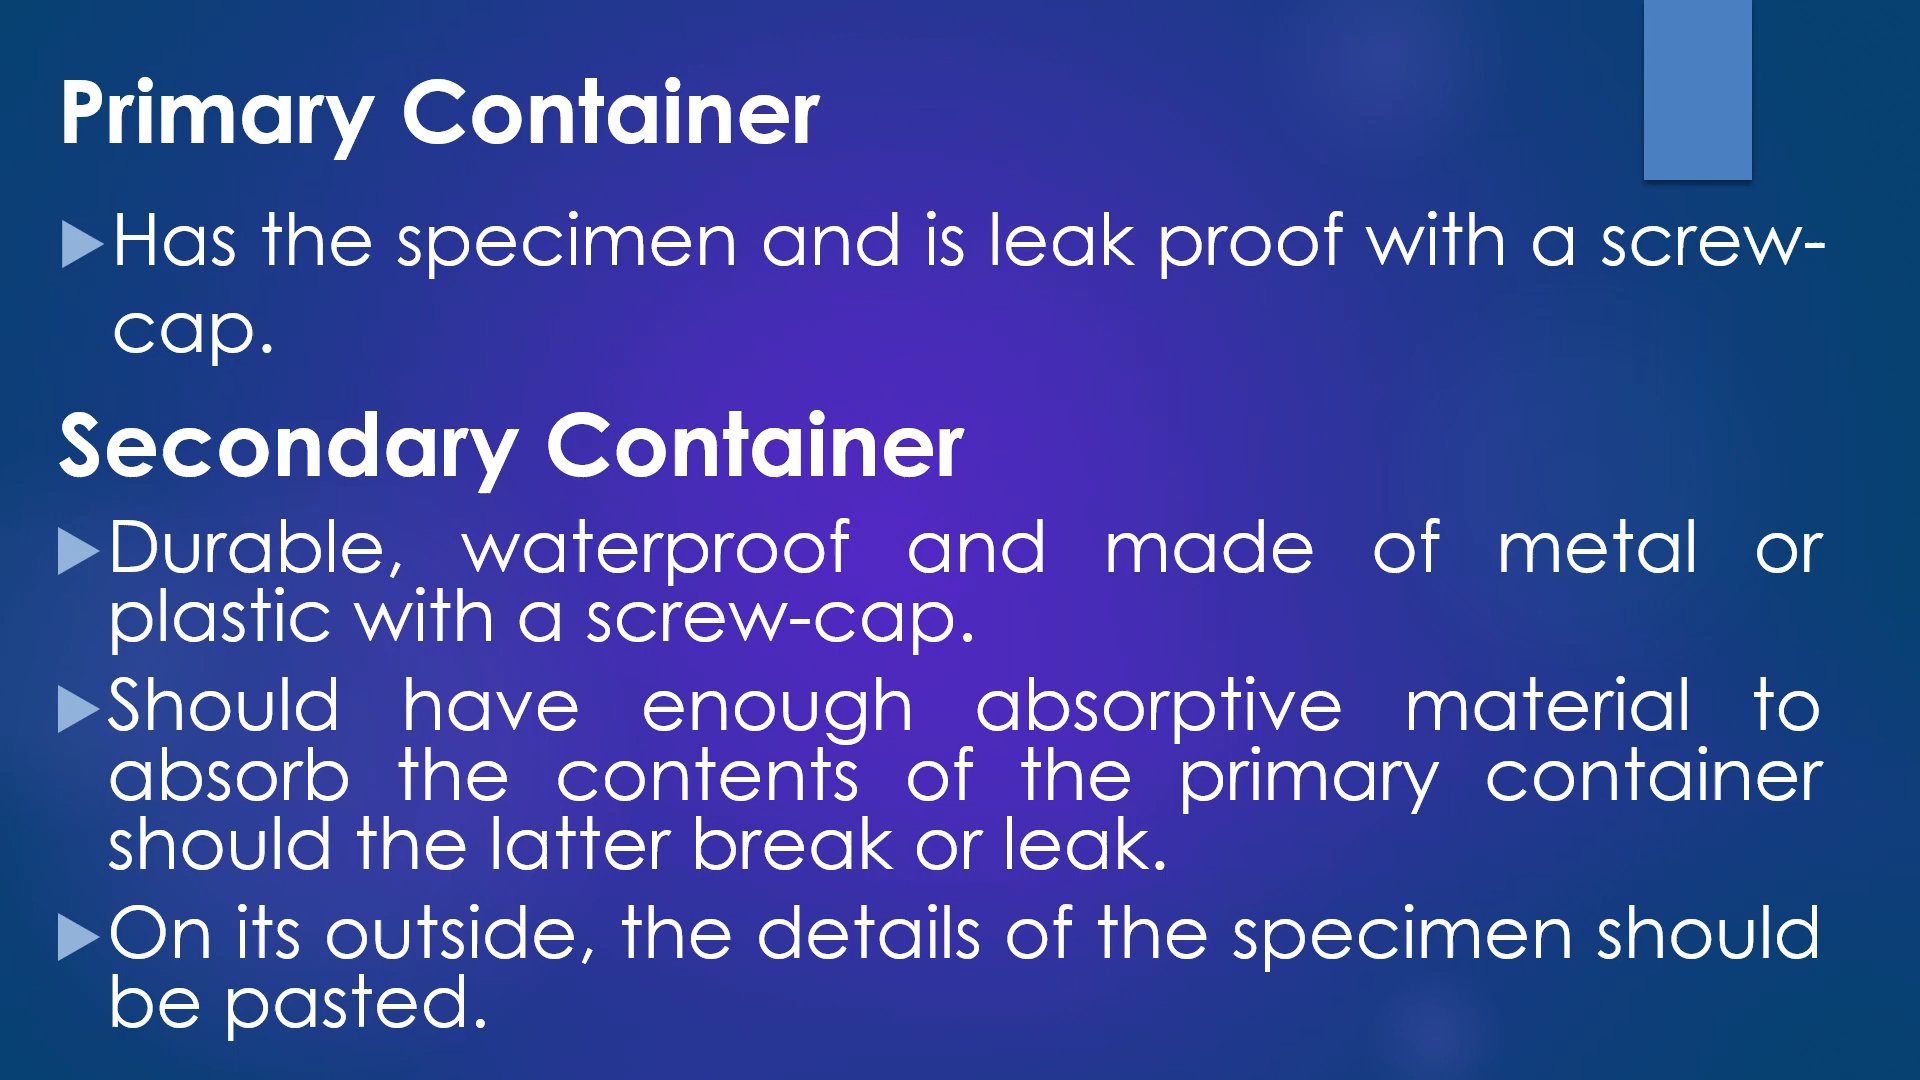 Primary Container
Has the specimen and is leak proof with a screw-
cap.
Secondary Container
Durable, waterproof and made of metal or
plastic with a screw-cap.
Should have enough absorptive material to
absorb the contents of the primary container
should the latter break or leak.
On its outside, the details of the specimen should
be pasted.